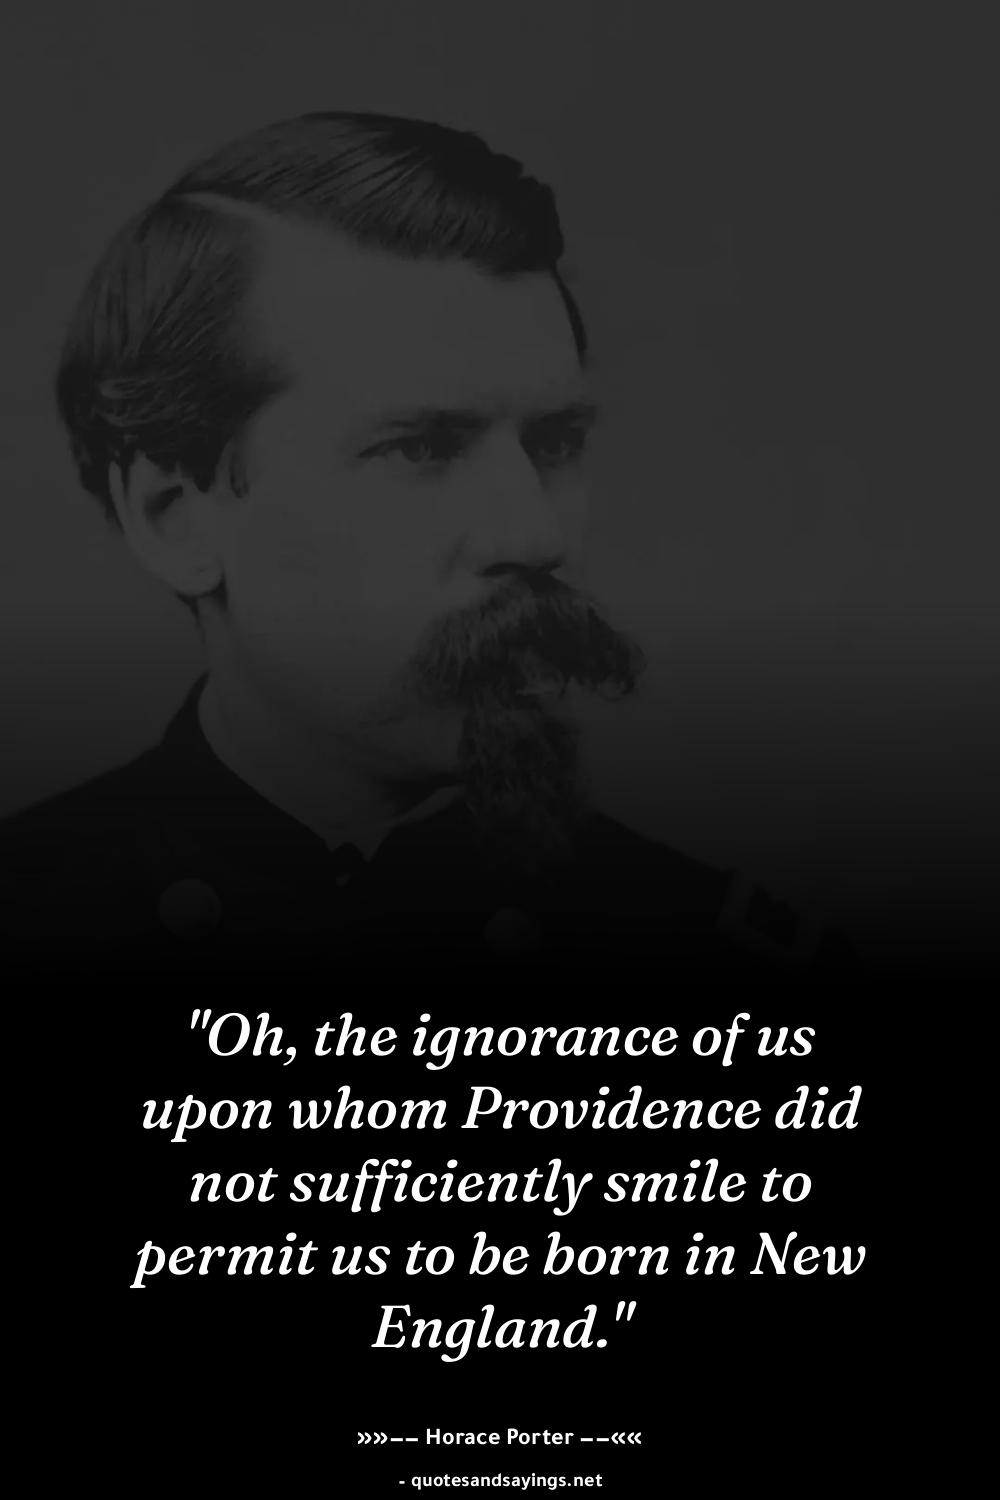 "Oh, the ignorance of us
upon whom Providence did
not sufficiently smile to
permit us to be born in New
England."
»»–– Horace Porter ––««
- quotesandsayings.net